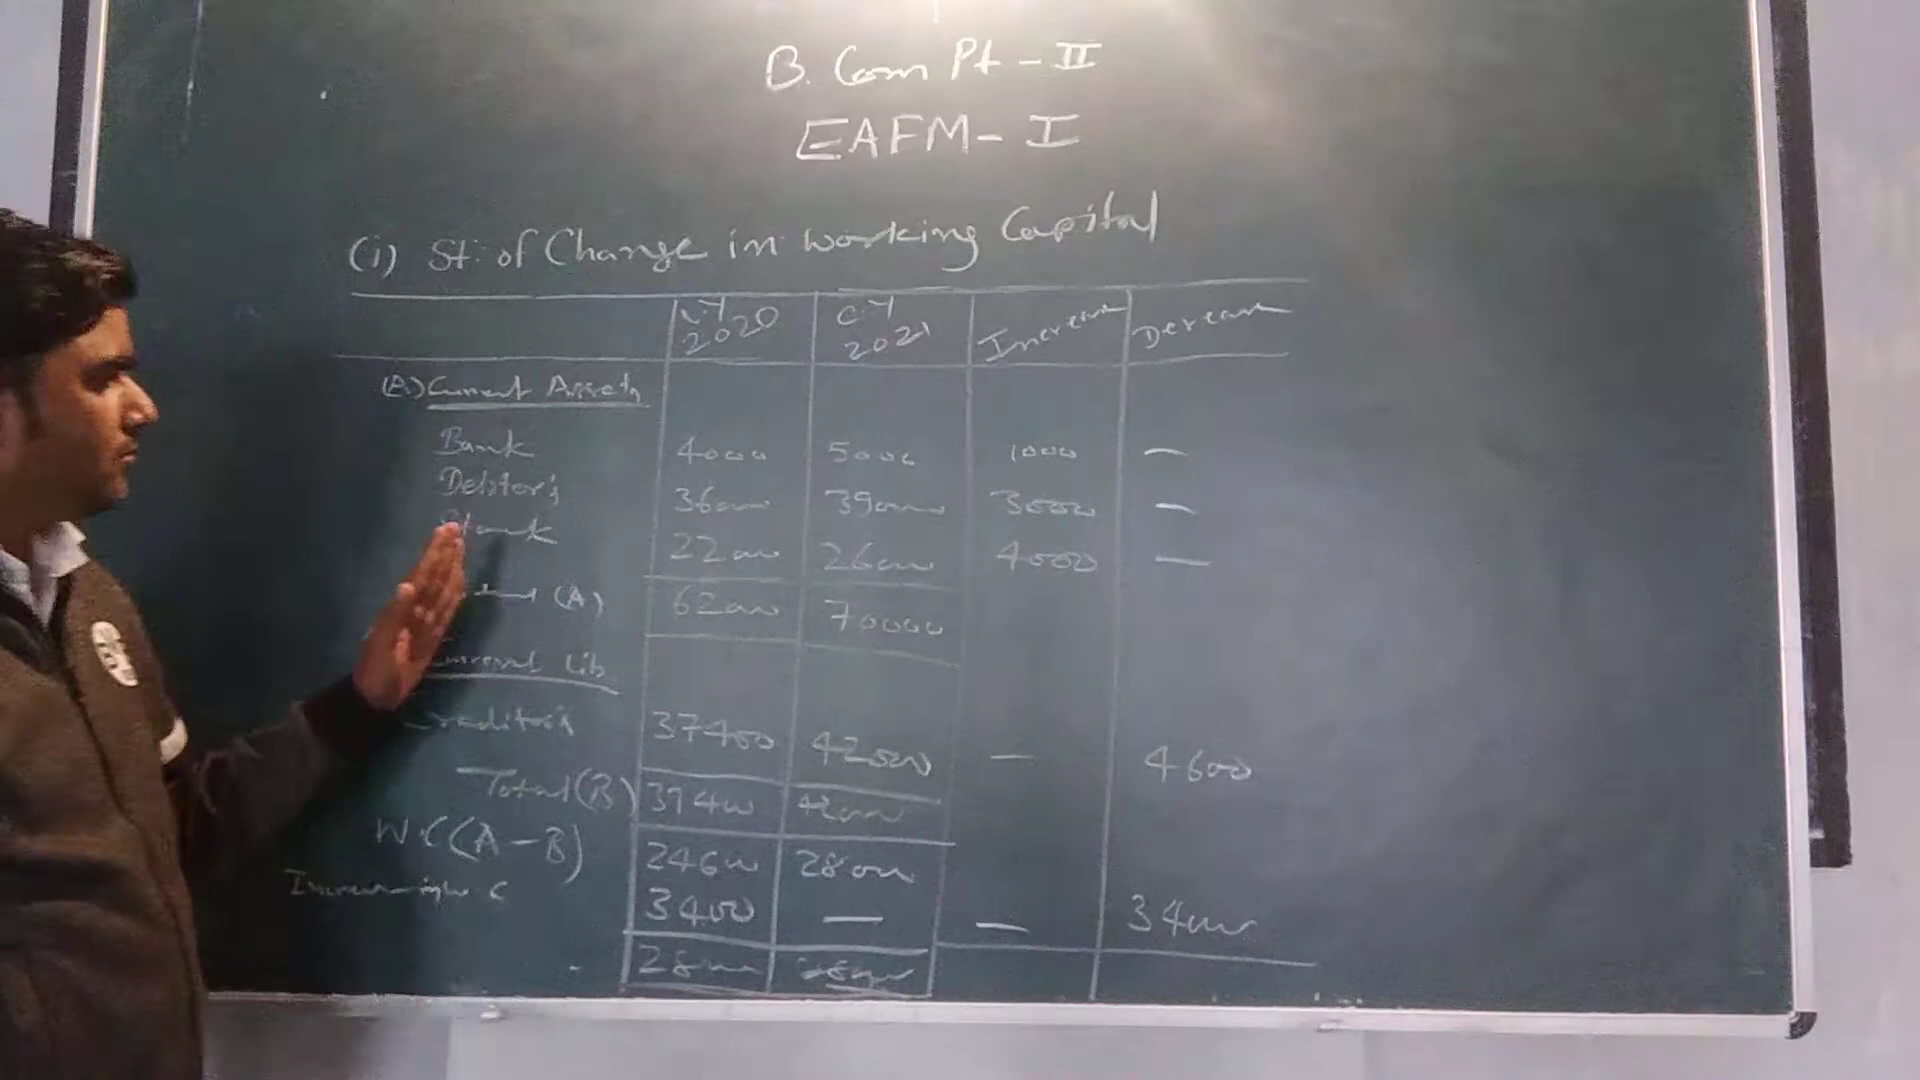 B. Com Pt - II
EAFM - I
(i) St. of Change in Working Capital
2020 C.Y 2021 Increase Decrease
Current Assets
Bank 4000 5000 1000 —
Debtor's 36000 39000 3000 —
22000 26000 4000 —
(A) 62000 70000
Lib
37400 42000 — 4600
Total (B) 37400 42000
W.C (A - B) 24600 28000
3400 — — 3400
28000 28000